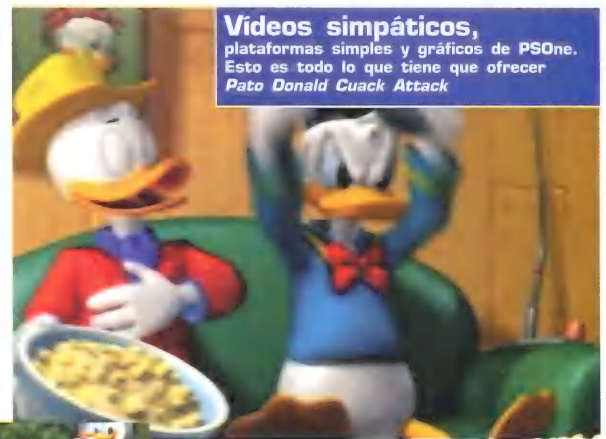 Vídeos simpáticos,
plataformas simples y gráficos de PSOne.
Esto es todo lo que tiene que ofrecer
Pato Donald Cuack Attack